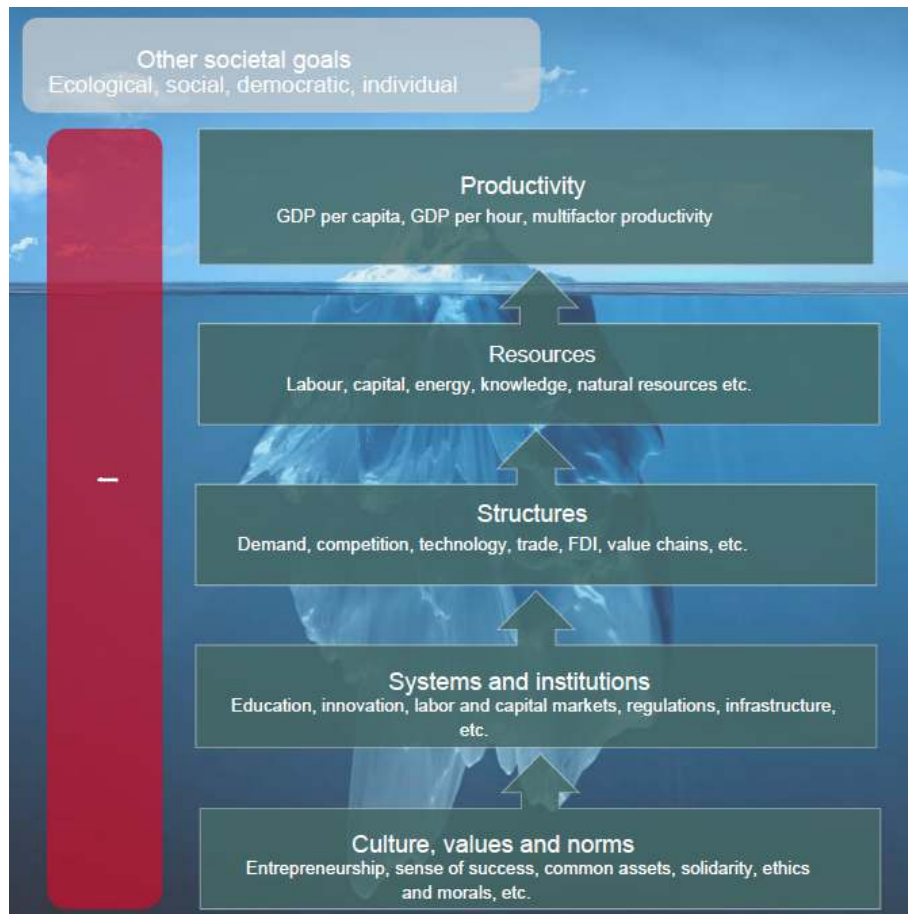 Other societal goals
Ecological, social, democratic, individual
Productivity
GDP per capita, GDP per hour, multifactor productivity
Resources
Labour, capital, energy, knowledge, natural resources etc.
Structures
Demand, competition, technology, trade, FDI, value chains, etc.
Systems and institutions
Education, innovation, labor and capital markets, regulations, infrastructure,
etc.
Culture, values and norms
Entrepreneurship, sense of success, common assets, solidarity, ethics
and morals, etc.